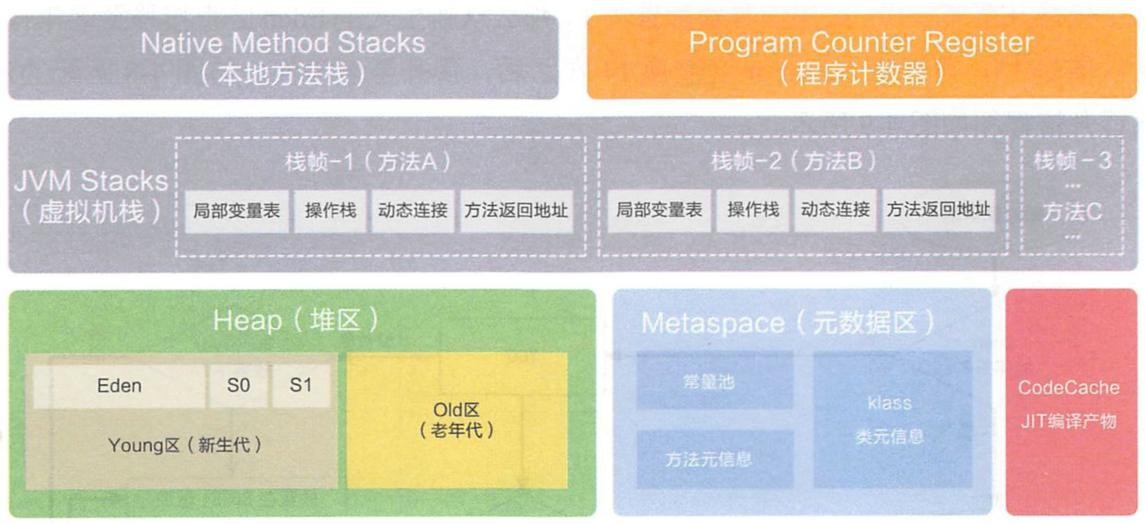 Native Method Stacks
（本地方法栈）
Program Counter Register
（程序计数器）
JVM Stacks
（虚拟机栈）
栈帧-1（方法A）
局部变量表
操作栈
动态连接
方法返回地址
栈帧-2（方法B）
局部变量表
操作栈
动态连接
方法返回地址
栈帧-3
...
方法C
...
Heap（堆区）
Eden
S0
S1
Young区（新生代）
Old区
（老年代）
Metaspace（元数据区）
常量池
方法元信息
klass
类元信息
CodeCache
JIT编译产物